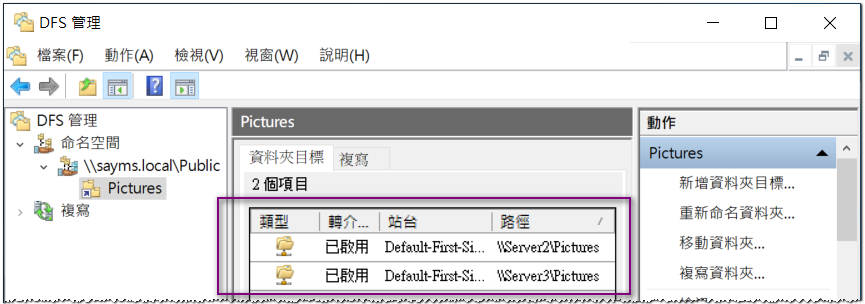 DFS 管理
檔案(F) 動作(A) 檢視(V) 視窗(W) 說明(H)
DFS 管理
命名空間
\\sayms.local\Public
Pictures
複寫
Pictures
資料夾目標 複寫
2 個項目
類型 轉介... 站台 路徑
已啟用 Default-First-Si... \\Server2\Pictures
已啟用 Default-First-Si... \\Server3\Pictures
動作
Pictures
新增資料夾目標...
重新命名資料夾...
移動資料夾...
複寫資料夾...